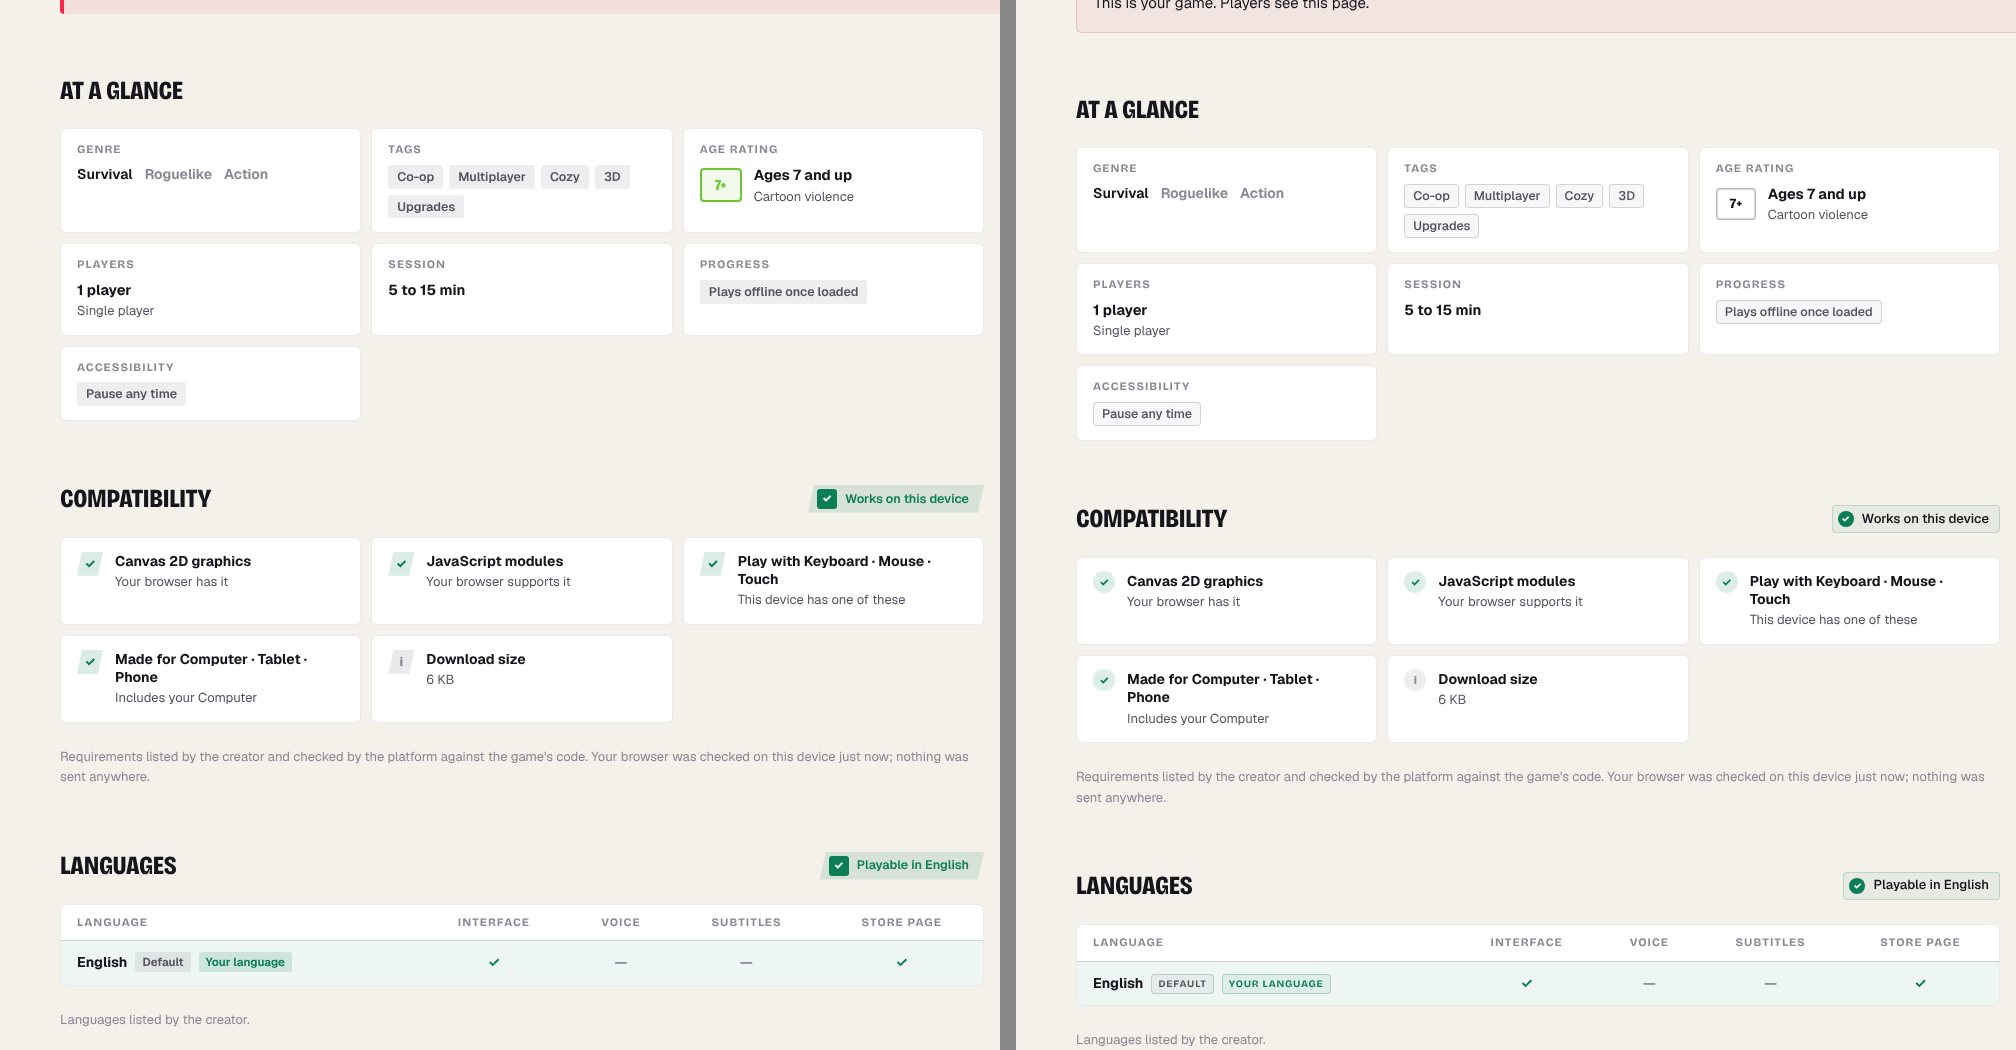 AT A GLANCE
GENRE
Survival Roguelike Action
TAGS
Co-op Multiplayer Cozy 3D
Upgrades
AGE RATING
7+
Ages 7 and up
Cartoon violence
PLAYERS
1 player
Single player
SESSION
5 to 15 min
PROGRESS
Plays offline once loaded
ACCESSIBILITY
Pause any time
COMPATIBILITY
Works on this device
Canvas 2D graphics
Your browser has it
JavaScript modules
Your browser supports it
Play with Keyboard · Mouse ·
Touch
This device has one of these
Made for Computer · Tablet ·
Phone
Includes your Computer
i
Download size
6 KB
Requirements listed by the creator and checked by the platform against the game's code. Your browser was checked on this device just now; nothing was
sent anywhere.
LANGUAGES
Playable in English
LANGUAGE INTERFACE VOICE SUBTITLES STORE PAGE
English Default Your language — —
Languages listed by the creator.
This is your game. Players see this page.
AT A GLANCE
GENRE
Survival Roguelike Action
TAGS
Co-op Multiplayer Cozy 3D
Upgrades
AGE RATING
7+
Ages 7 and up
Cartoon violence
PLAYERS
1 player
Single player
SESSION
5 to 15 min
PROGRESS
Plays offline once loaded
ACCESSIBILITY
Pause any time
COMPATIBILITY
Works on this device
Canvas 2D graphics
Your browser has it
JavaScript modules
Your browser supports it
Play with Keyboard · Mouse ·
Touch
This device has one of these
Made for Computer · Tablet ·
Phone
Includes your Computer
i
Download size
6 KB
Requirements listed by the creator and checked by the platform against the game's code. Your browser was checked on this device just now; nothing was
sent anywhere.
LANGUAGES
Playable in English
LANGUAGE INTERFACE VOICE SUBTITLES STORE PAGE
English DEFAULT YOUR LANGUAGE — —
Languages listed by the creator.